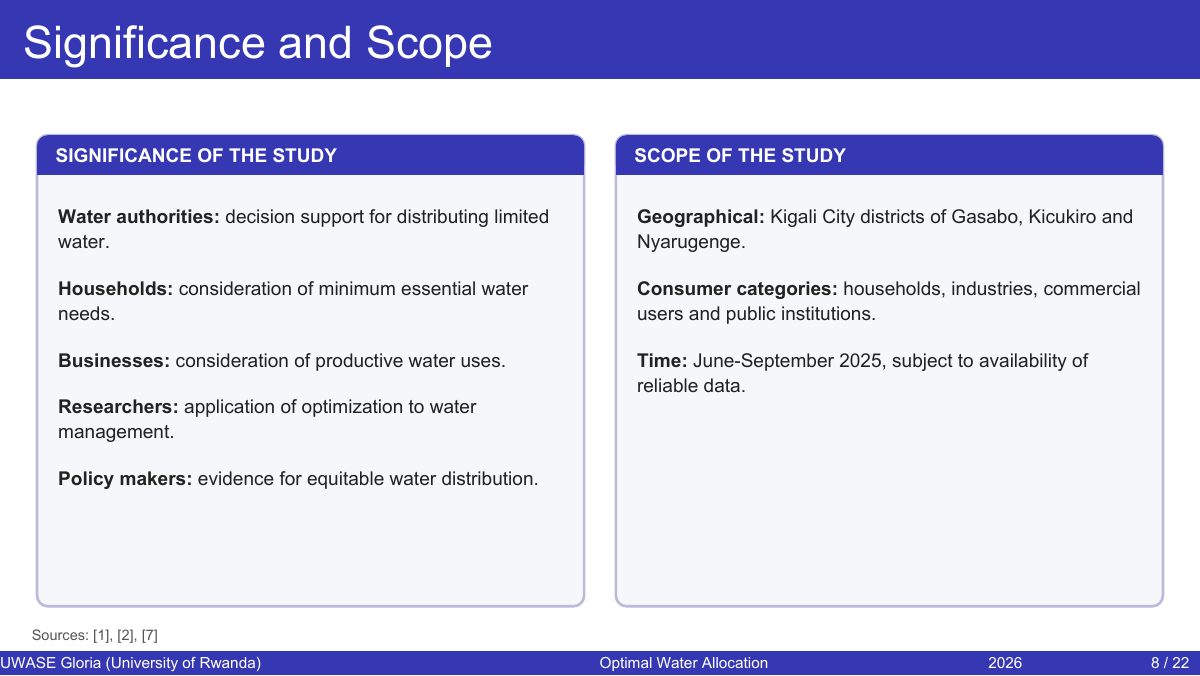 Significance and Scope
SIGNIFICANCE OF THE STUDY
Water authorities: decision support for distributing limited
water.
Households: consideration of minimum essential water
needs.
Businesses: consideration of productive water uses.
Researchers: application of optimization to water
management.
Policy makers: evidence for equitable water distribution.
SCOPE OF THE STUDY
Geographical: Kigali City districts of Gasabo, Kicukiro and
Nyarugenge.
Consumer categories: households, industries, commercial
users and public institutions.
Time: June-September 2025, subject to availability of
reliable data.
Sources: [1], [2], [7]
UWASE Gloria (University of Rwanda) Optimal Water Allocation 2026 8 / 22